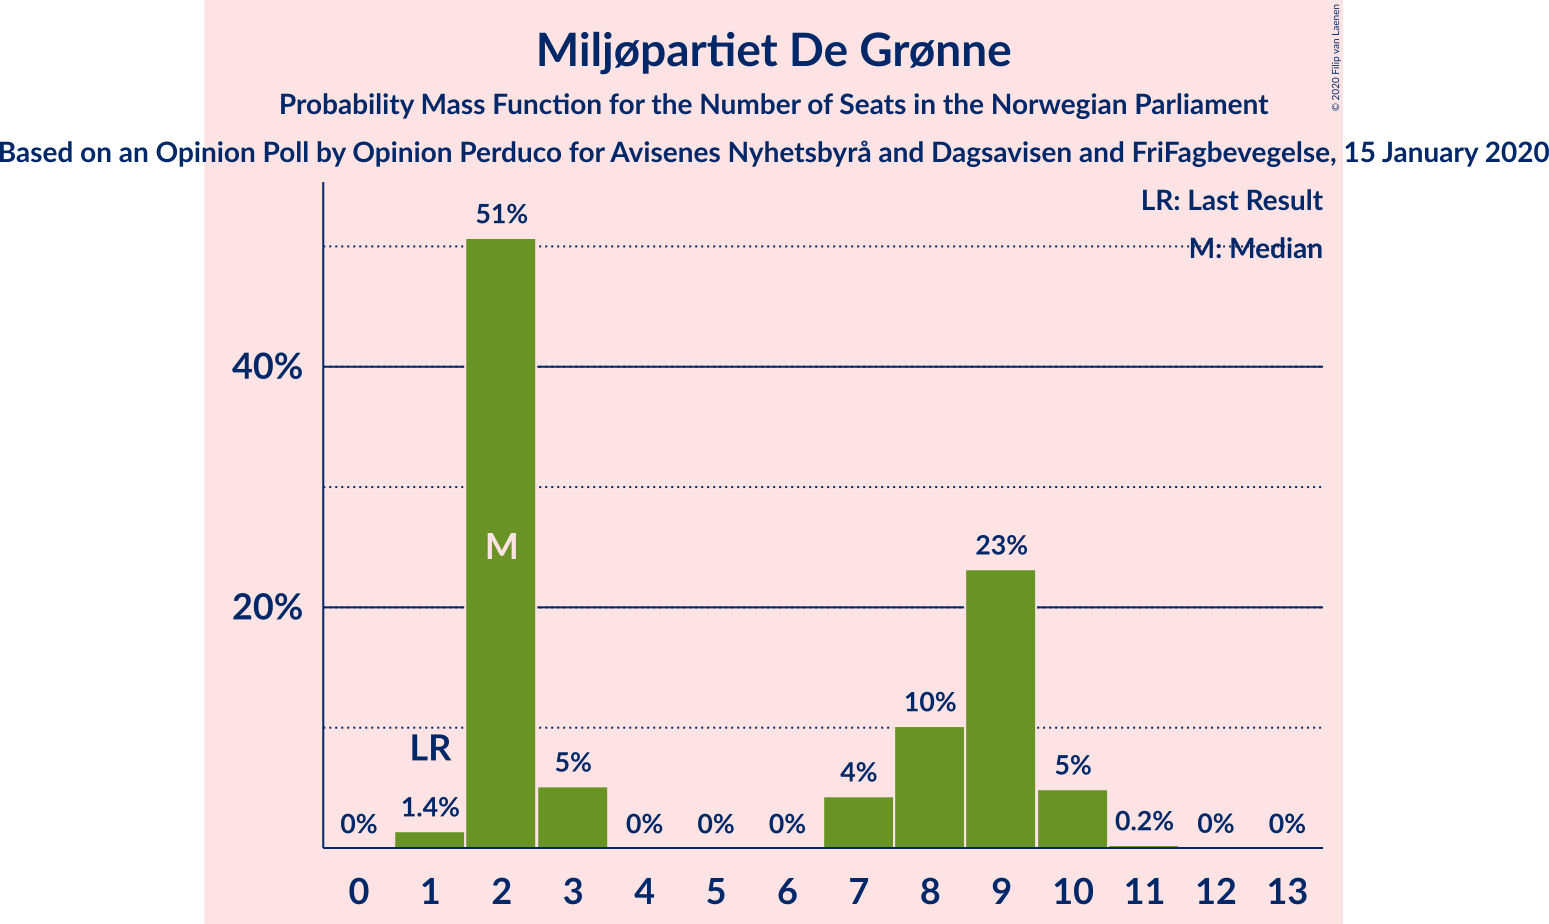 Miljøpartiet De Grønne
Probability Mass Function for the Number of Seats in the Norwegian Parliament
Based on an Opinion Poll by Opinion Perduco for Avisenes Nyhetsbyrå and Dagsavisen and FriFagbevegelse, 15 January 2020
© 2020 Filip van Laenen
LR: Last Result
M: Median
51%
40%
M
23%
20%
10%
LR
5%
5%
4%
1.4%
0%
0%
0%
0%
0.2%
0%
0%
0 1 2 3 4 5 6 7 8 9 10 11 12 13